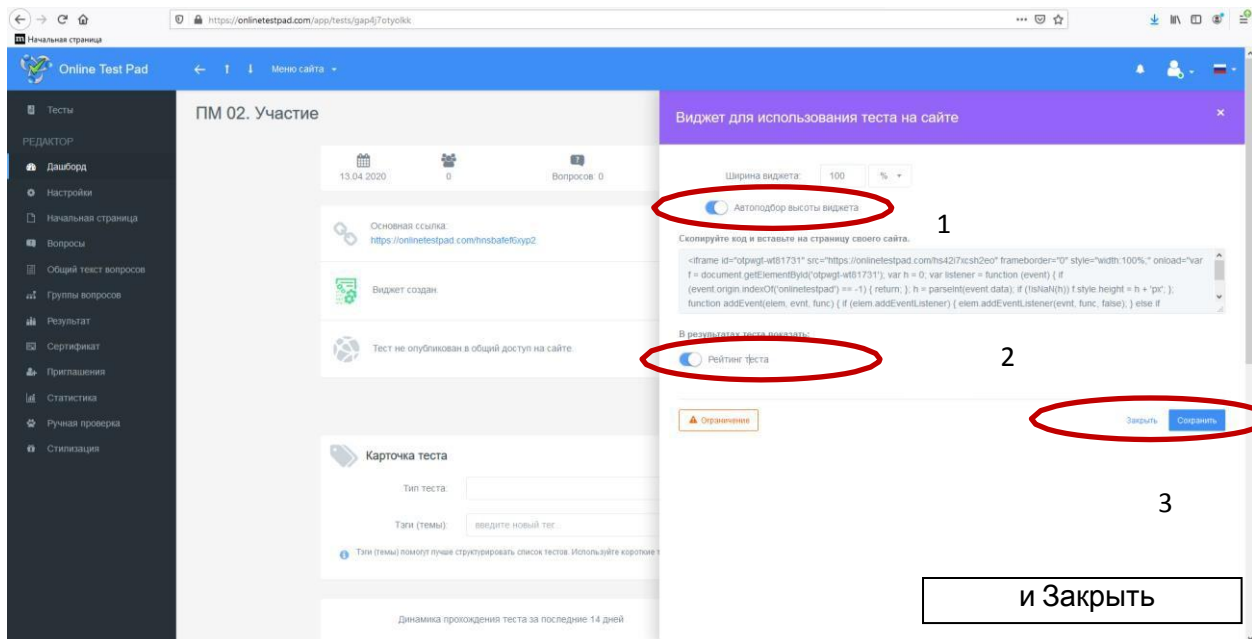 https://onlinetestpad.com/app/tests/gap4j7otyolkk
Начальная страница
Online Test Pad
Меню сайта
Тесты
РЕДАКТОР
Дашборд
Настройки
Начальная страница
Вопросы
Общий текст вопросов
Группы вопросов
Результат
Сертификат
Приглашения
Статистика
Ручная проверка
Стилизация
ПМ 02. Участие
13.04.2020
0
Вопросов: 0
Основная ссылка:
https://onlinetestpad.com/hnsbafef6xyp2
Виджет создан.
Тест не опубликован в общий доступ на сайте.
Карточка теста
Тип теста:
Тэги (темы):
введите новый тег...
Тэги (темы) помогут лучше структурировать список тестов. Используйте короткие
Динамика прохождения теста за последние 14 дней
Виджет для использования теста на сайте
×
Ширина виджета:
100
%
Автоподбор высоты виджета
1
Скопируйте код и вставьте на страницу своего сайта.
<iframe id="otpwgt-wt81731" src="https://onlinetestpad.com/hs42i7xcsh2eo" frameborder="0" style="width:100%;" onload="var
f = document.getElementById('otpwgt-wt81731'); var h = 0; var listener = function (event) { if
(event.origin.indexOf('onlinetestpad') == -1) { return; }; h = parseInt(event.data); if (!isNaN(h)) f.style.height = h + 'px'; };
function addEvent(elem, evnt, func) { if (elem.addEventListener) { elem.addEventListener(evnt, func, false); } else if
В результатах теста показать:
Рейтинг теста
2
Ограничения
Закрыть
Сохранить
3
и Закрыть